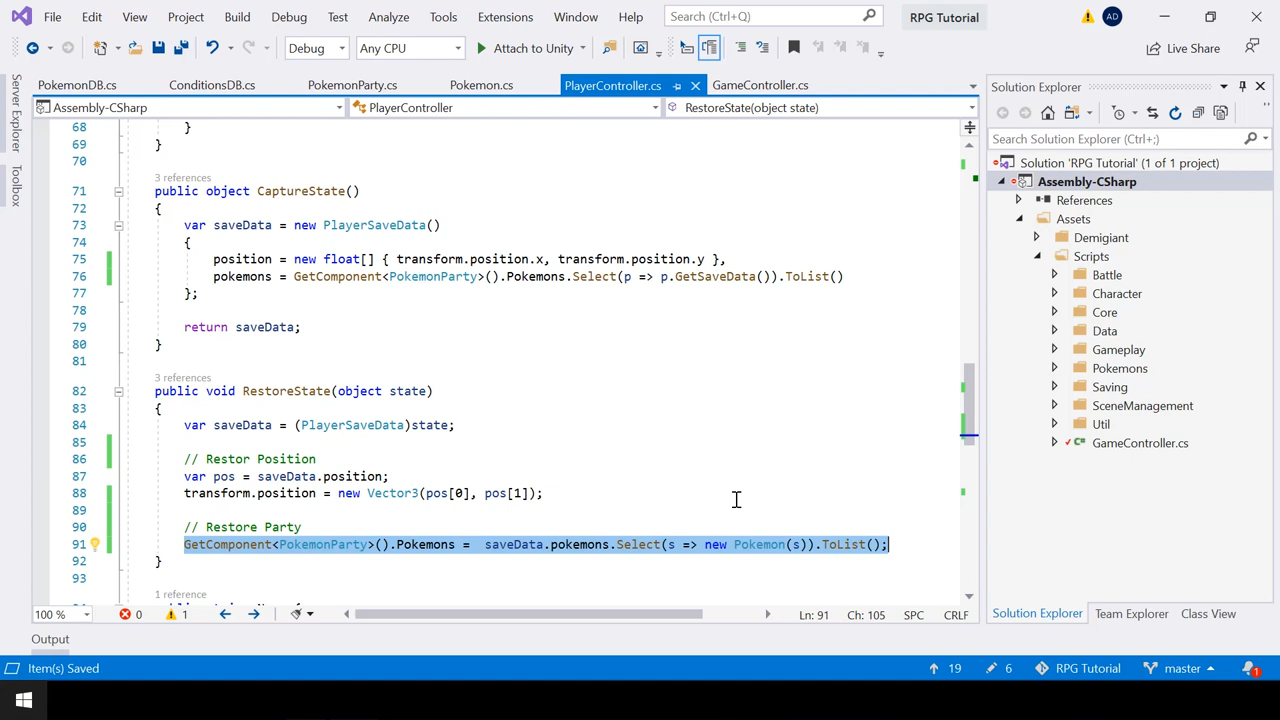 File Edit View Project Build Debug Test Analyze Tools Extensions Window Help Search (Ctrl+Q) RPG Tutorial AD
Debug Any CPU Attach to Unity Live Share
PokemonDB.cs ConditionsDB.cs PokemonParty.cs Pokemon.cs PlayerController.cs GameController.cs
Assembly-CSharp PlayerController RestoreState(object state)
Server Explorer
Toolbox
68 }
69 }
70
3 references
71 public object CaptureState()
72 {
73 var saveData = new PlayerSaveData()
74 {
75 position = new float[] { transform.position.x, transform.position.y },
76 pokemons = GetComponent<PokemonParty>().Pokemons.Select(p => p.GetSaveData()).ToList()
77 };
78
79 return saveData;
80 }
81
3 references
82 public void RestoreState(object state)
83 {
84 var saveData = (PlayerSaveData)state;
85
86 // Restor Position
87 var pos = saveData.position;
88 transform.position = new Vector3(pos[0], pos[1]);
89
90 // Restore Party
91 GetComponent<PokemonParty>().Pokemons =  saveData.pokemons.Select(s => new Pokemon(s)).ToList();
92 }
93
1 reference
100 % 0 1 Ln: 91 Ch: 105 SPC CRLF
Solution Explorer
Search Solution Explorer (Ctrl+;)
Solution 'RPG Tutorial' (1 of 1 project)
Assembly-CSharp
References
Assets
Demigiant
Scripts
Battle
Character
Core
Data
Gameplay
Pokemons
Saving
SceneManagement
Util
GameController.cs
Solution Explorer Team Explorer Class View
Output
Item(s) Saved 19 6 RPG Tutorial master 1